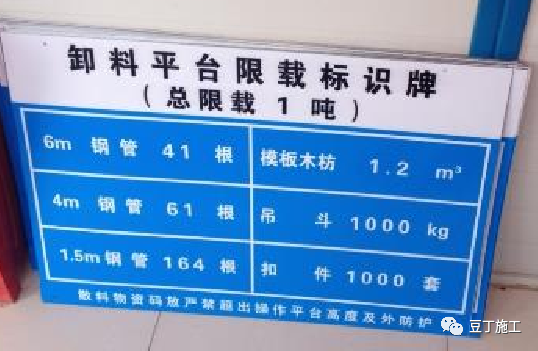 卸料平台限载标识牌
(总限载 1 吨)
6m 钢管 41 根 模板木枋 1.2 m³
4m 钢管 61 根 吊斗 1000 kg
1.5m 钢管 164 根 扣件 1000 套
散料物资码放严禁超出操作平台高度及外防护
豆丁施工